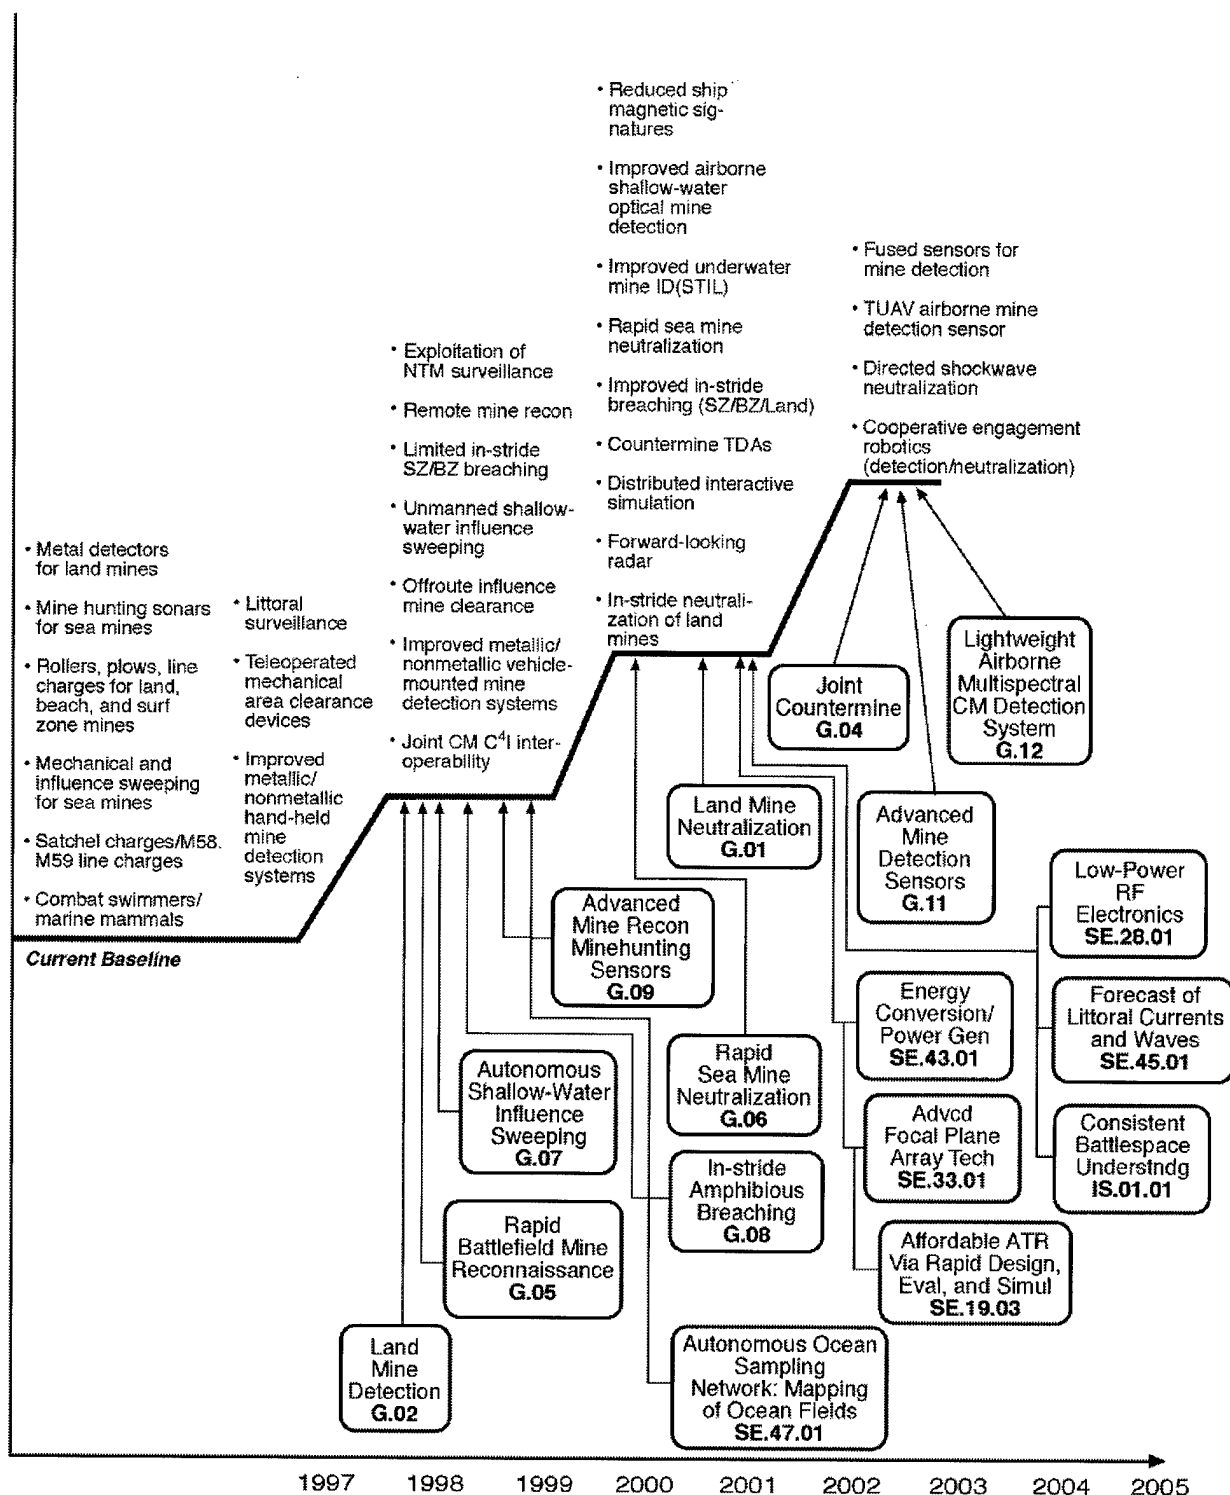 • Reduced ship
magnetic sig-
natures
• Improved airborne
shallow-water
optical mine
detection
• Improved underwater
mine ID(STIL)
• Rapid sea mine
neutralization
• Improved in-stride
breaching (SZ/BZ/Land)
• Countermine TDAs
• Distributed interactive
simulation
• Forward-looking
radar
• In-stride neutrali-
zation of land
mines
• Fused sensors for
mine detection
• TUAV airborne mine
detection sensor
• Directed shockwave
neutralization
• Cooperative engagement
robotics
(detection/neutralization)
• Exploitation of
NTM surveillance
• Remote mine recon
• Limited in-stride
SZ/BZ breaching
• Unmanned shallow-
water influence
sweeping
• Offroute influence
mine clearance
• Improved metallic/
nonmetallic vehicle-
mounted mine
detection systems
• Joint CM C⁴I inter-
operability
• Metal detectors
for land mines
• Mine hunting sonars
for sea mines
• Rollers, plows, line
charges for land,
beach, and surf
zone mines
• Mechanical and
influence sweeping
for sea mines
• Satchel charges/M58.
M59 line charges
• Combat swimmers/
marine mammals
• Littoral
surveillance
• Teleoperated
mechanical
area clearance
devices
• Improved
metallic/
nonmetallic
hand-held
mine
detection
systems
Current Baseline
Joint
Countermine
G.04
Lightweight
Airborne
Multispectral
CM Detection
System
G.12
Land Mine
Neutralization
G.01
Advanced
Mine
Detection
Sensors
G.11
Low-Power
RF
Electronics
SE.28.01
Advanced
Mine Recon
Minehunting
Sensors
G.09
Energy
Conversion/
Power Gen
SE.43.01
Forecast of
Littoral Currents
and Waves
SE.45.01
Autonomous
Shallow-Water
Influence
Sweeping
G.07
Rapid
Sea Mine
Neutralization
G.06
Advcd
Focal Plane
Array Tech
SE.33.01
Consistent
Battlespace
Understndg
IS.01.01
Rapid
Battlefield Mine
Reconnaissance
G.05
In-stride
Amphibious
Breaching
G.08
Affordable ATR
Via Rapid Design,
Eval, and Simul
SE.19.03
Land
Mine
Detection
G.02
Autonomous Ocean
Sampling
Network: Mapping
of Ocean Fields
SE.47.01
1997 1998 1999 2000 2001 2002 2003 2004 2005